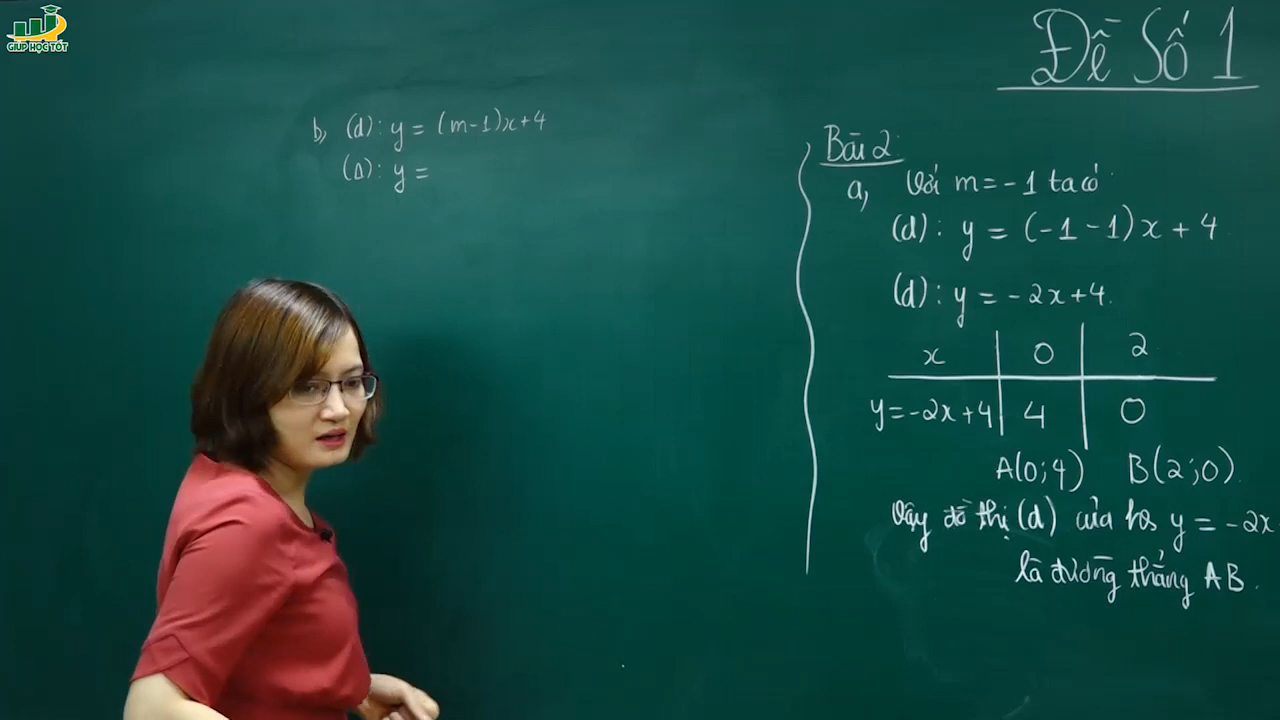 GIÚP HỌC TỐT
Đề Số 1
b, (d): y = (m-1)x+4
(Δ): y =
Bài 2:
a, Với m = -1 ta có
(d): y = (-1-1)x + 4
(d): y = -2x+4.
x 0 2
y=-2x+4 4 0
A(0;4) B(2;0).
Vậy đồ thị (d) của hs y = -2x
là đường thẳng AB.